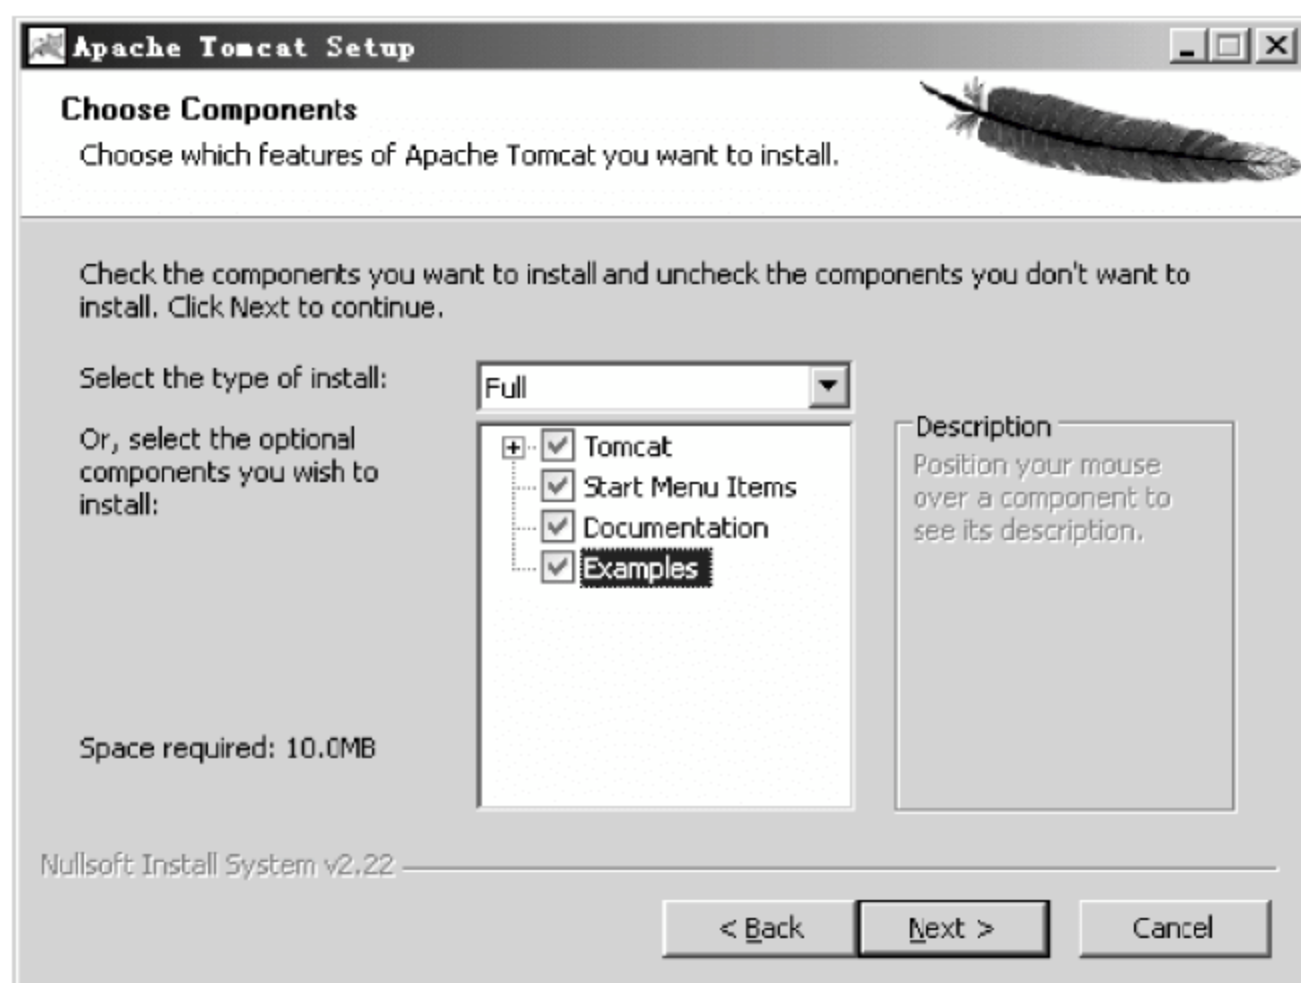 Apache Tomcat Setup
Choose Components
Choose which features of Apache Tomcat you want to install.
Check the components you want to install and uncheck the components you don't want to
install. Click Next to continue.
Select the type of install:
Full
Or, select the optional
components you wish to
install:
Tomcat
Start Menu Items
Documentation
Examples
Description
Position your mouse
over a component to
see its description.
Space required: 10.0MB
Nullsoft Install System v2.22
< Back
Next >
Cancel